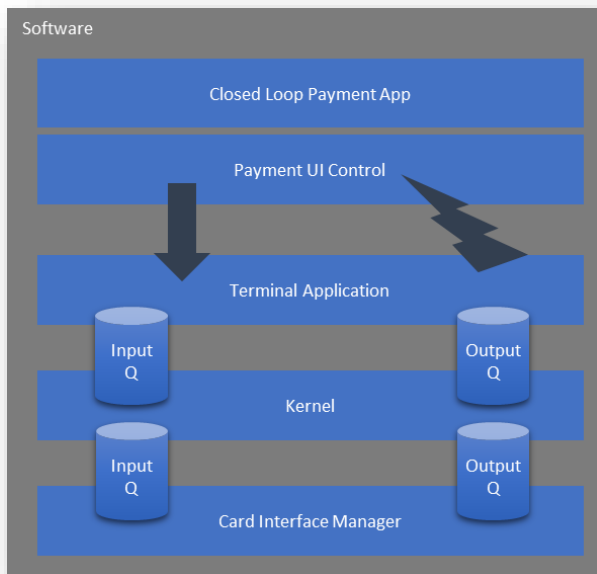 Software
Closed Loop Payment App
Payment UI Control
Terminal Application
Input
Q
Output
Q
Kernel
Input
Q
Output
Q
Card Interface Manager